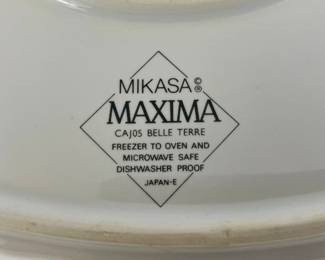 MIKASA©®
MAXIMA
CAJ05 BELLE TERRE
FREEZER TO OVEN AND
MICROWAVE SAFE
DISHWASHER PROOF
JAPAN-E